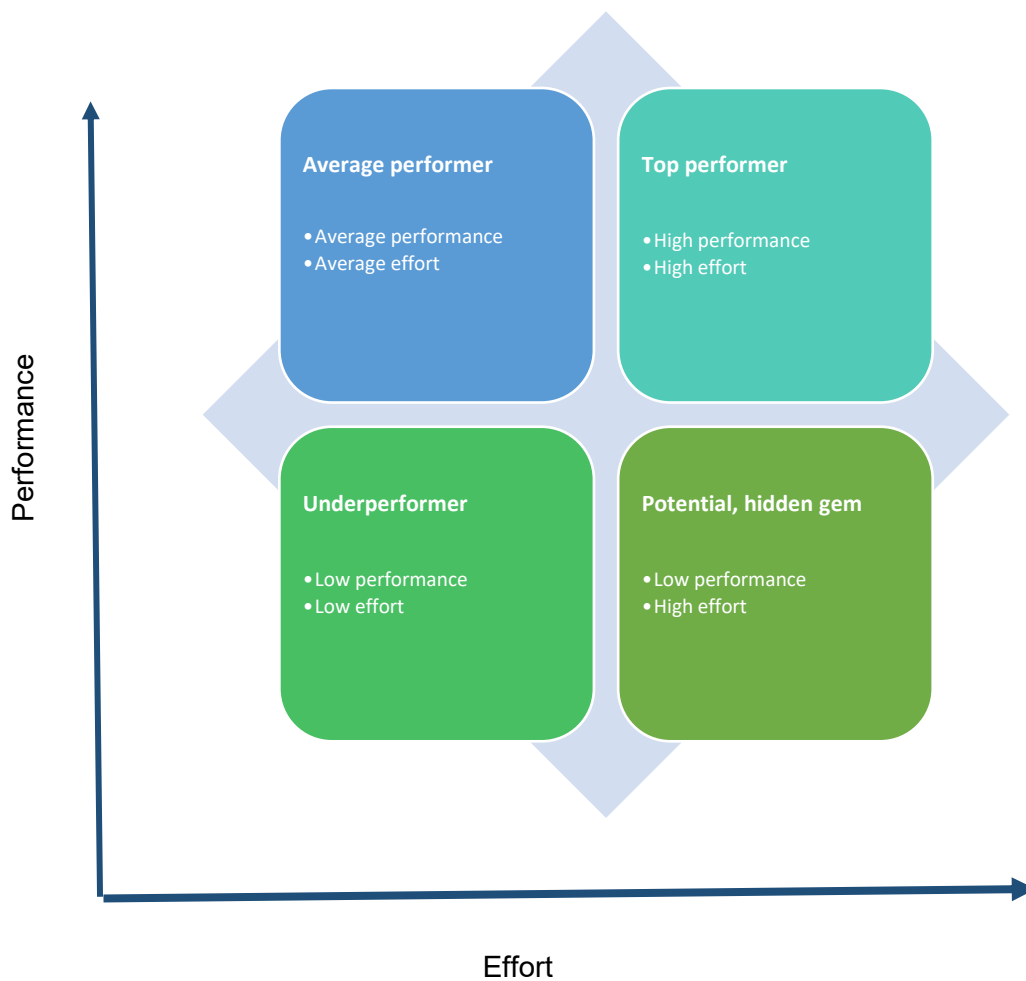 Performance
Average performer
•Average performance
•Average effort
Top performer
•High performance
•High effort
Underperformer
•Low performance
•Low effort
Potential, hidden gem
•Low performance
•High effort
Effort